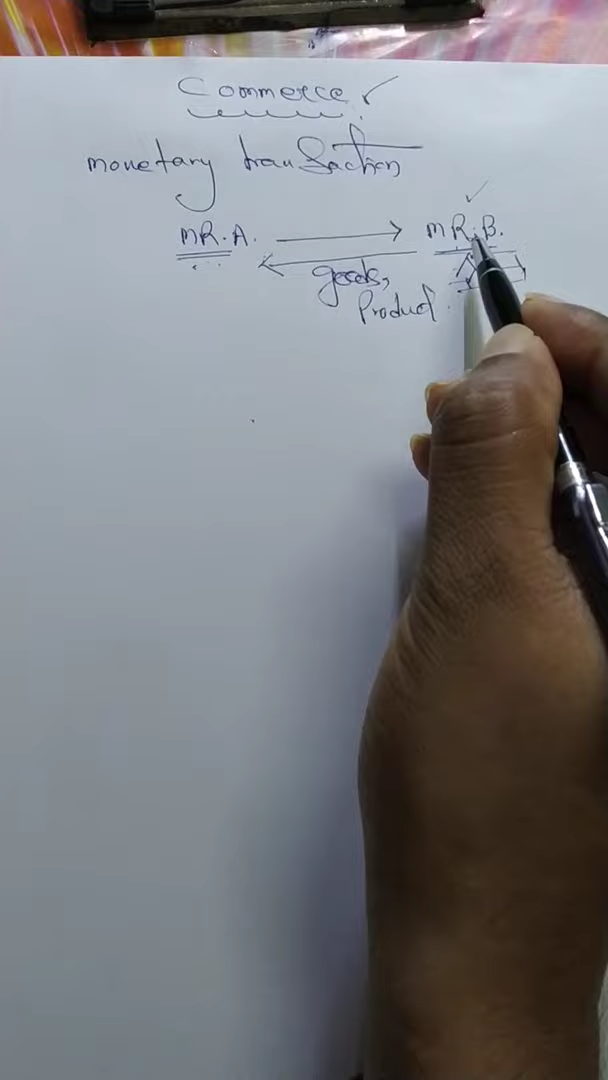 Commerce
monetary transaction
MR.A. MR.B.
goods,
Product.